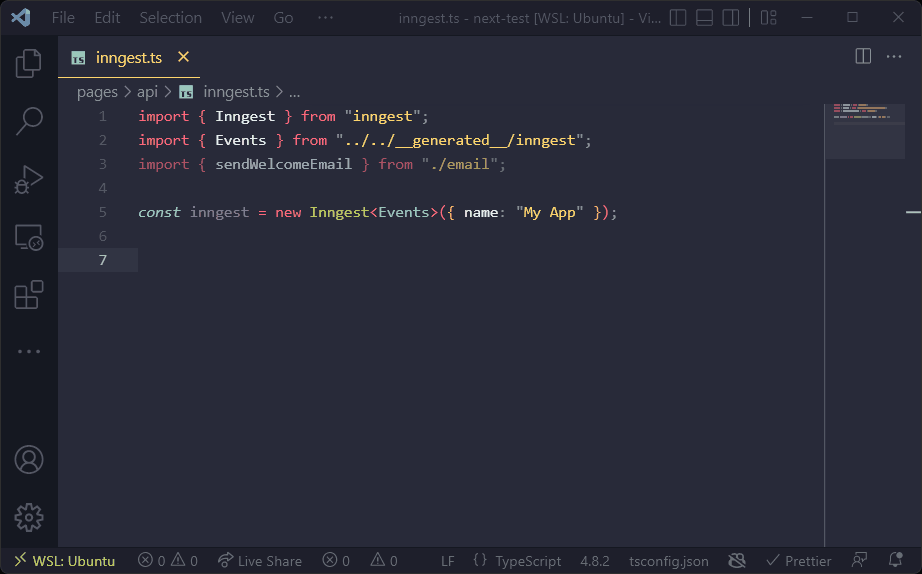 File Edit Selection View Go ··· inngest.ts - next-test [WSL: Ubuntu] - Vi...
TS inngest.ts
pages > api > TS inngest.ts > ...
1 import { Inngest } from "inngest";
2 import { Events } from "../../__generated__/inngest";
3 import { sendWelcomeEmail } from "./email";
4
5 const inngest = new Inngest<Events>({ name: "My App" });
6
7
WSL: Ubuntu 0 0 Live Share 0 0 LF {} TypeScript 4.8.2 tsconfig.json Prettier